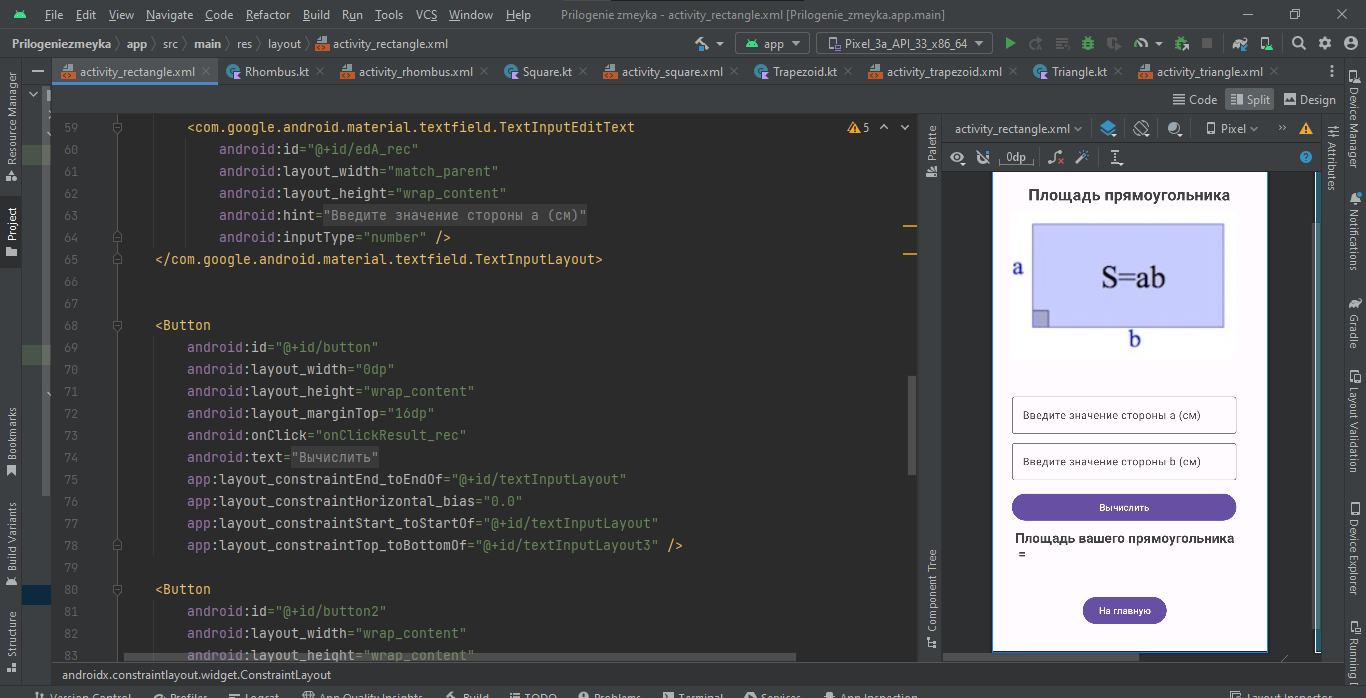 File Edit View Navigate Code Refactor Build Run Tools VCS Window Help Prilogenie zmeyka - activity_rectangle.xml [Prilogenie_zmeyka.app.main]
Prilogeniezmeyka app src main res layout activity_rectangle.xml app Pixel_3a_API_33_x86_64
activity_rectangle.xml Rhombus.kt activity_rhombus.xml Square.kt activity_square.xml Trapezoid.kt activity_trapezoid.xml Triangle.kt activity_triangle.xml
Code Split Design
Resource Manager
Project
Bookmarks
Build Variants
Structure
59 <com.google.android.material.textfield.TextInputEditText
60 android:id="@+id/edA_rec"
61 android:layout_width="match_parent"
62 android:layout_height="wrap_content"
63 android:hint="Введите значение стороны a (см)"
64 android:inputType="number" />
65 </com.google.android.material.textfield.TextInputLayout>
66
67
68 <Button
69 android:id="@+id/button"
70 android:layout_width="0dp"
71 android:layout_height="wrap_content"
72 android:layout_marginTop="16dp"
73 android:onClick="onClickResult_rec"
74 android:text="Вычислить"
75 app:layout_constraintEnd_toEndOf="@+id/textInputLayout"
76 app:layout_constraintHorizontal_bias="0.0"
77 app:layout_constraintStart_toStartOf="@+id/textInputLayout"
78 app:layout_constraintTop_toBottomOf="@+id/textInputLayout3" />
79
80 <Button
81 android:id="@+id/button2"
82 android:layout_width="wrap_content"
83 android:layout_height="wrap_content"
5
Palette
Component Tree
activity_rectangle.xml Pixel
0dp
Площадь прямоугольника
a
S=ab
b
Введите значение стороны a (см)
Введите значение стороны b (см)
Вычислить
Площадь вашего прямоугольника
=
На главную
Attributes
Device Manager
Notifications
Gradle
Layout Validation
Device Explorer
Running
androidx.constraintlayout.widget.ConstraintLayout
Version Control Profiler Logcat App Quality Insights Build TODO Problems Terminal Services App Inspection Layout Inspector